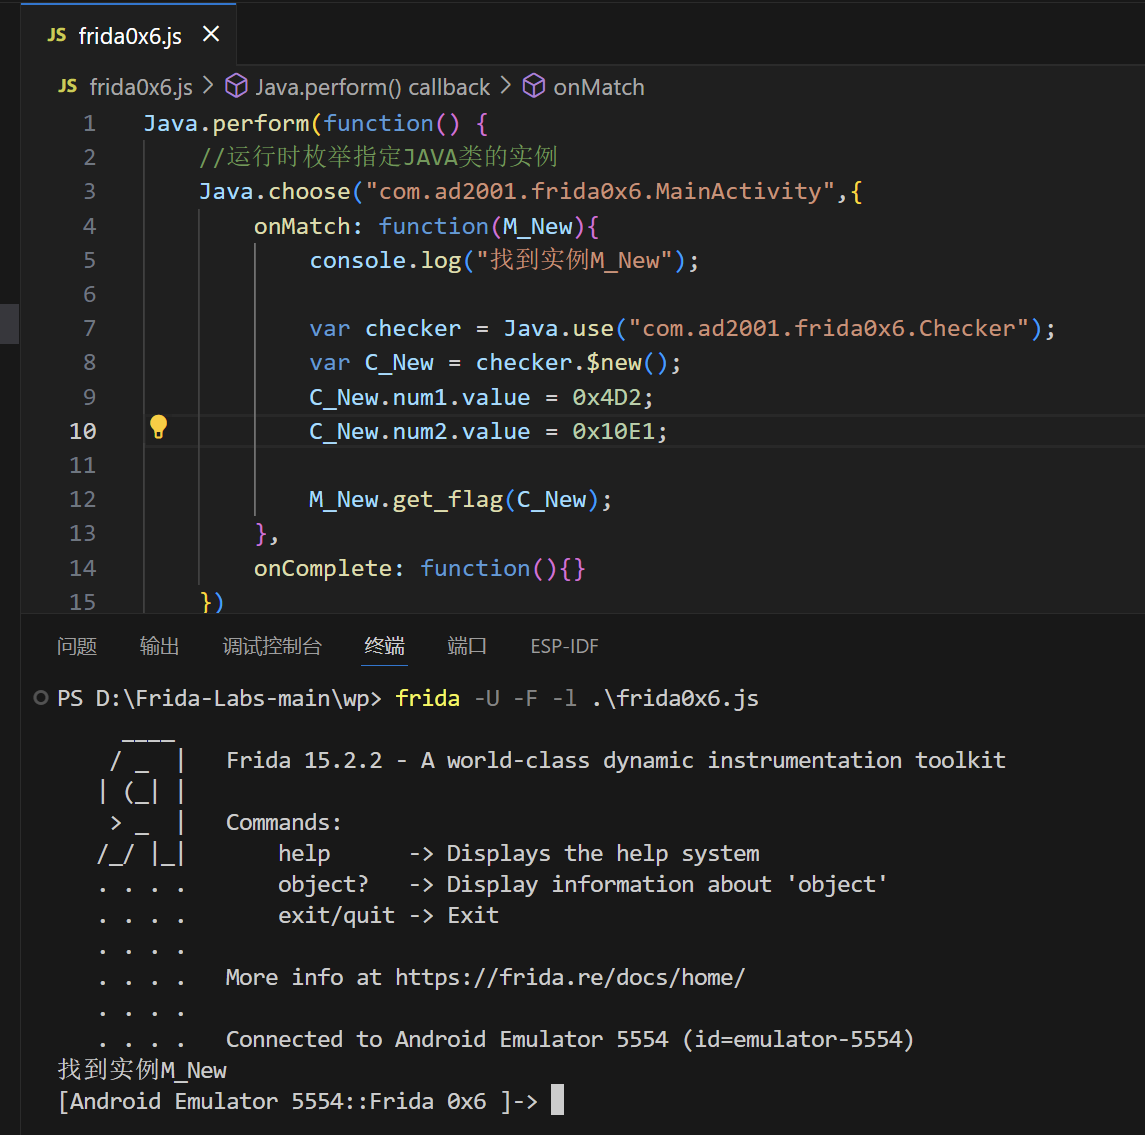 JS frida0x6.js ×
JS frida0x6.js > Java.perform() callback > onMatch
1 Java.perform(function() {
2 //运行时枚举指定JAVA类的实例
3 Java.choose("com.ad2001.frida0x6.MainActivity",{
4 onMatch: function(M_New){
5 console.log("找到实例M_New");
6
7 var checker = Java.use("com.ad2001.frida0x6.Checker");
8 var C_New = checker.$new();
9 C_New.num1.value = 0x4D2;
10 C_New.num2.value = 0x10E1;
11
12 M_New.get_flag(C_New);
13 },
14 onComplete: function(){}
15 })
问题 输出 调试控制台 终端 端口 ESP-IDF
PS D:\Frida-Labs-main\wp> frida -U -F -l .\frida0x6.js
     ____
    / _  |   Frida 15.2.2 - A world-class dynamic instrumentation toolkit
   | (_| |
    > _  |   Commands:
   /_/ |_|       help      -> Displays the help system
   . . . .       object?   -> Display information about 'object'
   . . . .       exit/quit -> Exit
   . . . .
   . . . .   More info at https://frida.re/docs/home/
   . . . .
   . . . .   Connected to Android Emulator 5554 (id=emulator-5554)
找到实例M_New
[Android Emulator 5554::Frida 0x6 ]->